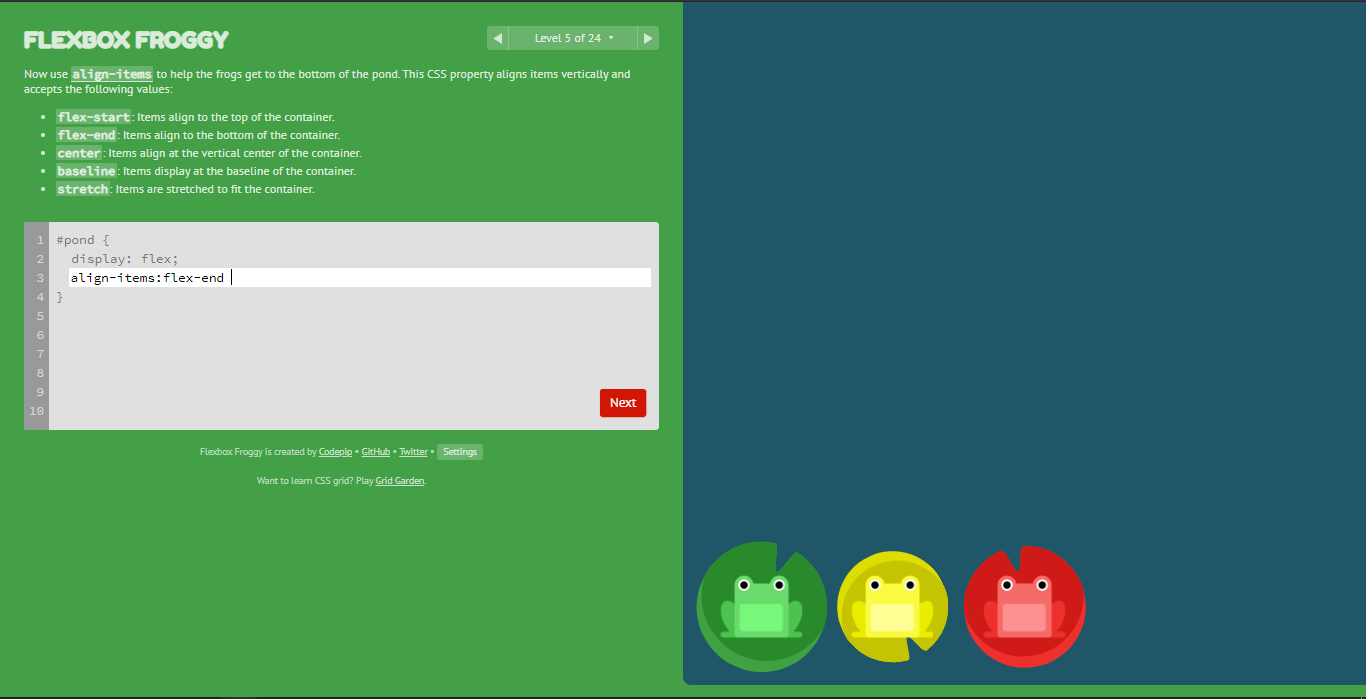 FLEXBOX FROGGY
Level 5 of 24
Now use align-items to help the frogs get to the bottom of the pond. This CSS property aligns items vertically and
accepts the following values:
• flex-start: Items align to the top of the container.
• flex-end: Items align to the bottom of the container.
• center: Items align at the vertical center of the container.
• baseline: Items display at the baseline of the container.
• stretch: Items are stretched to fit the container.
1 #pond {
2 display: flex;
3 align-items:flex-end
4 }
5
6
7
8
9
10
Next
Flexbox Froggy is created by Codepip • GitHub • Twitter • Settings
Want to learn CSS grid? Play Grid Garden.